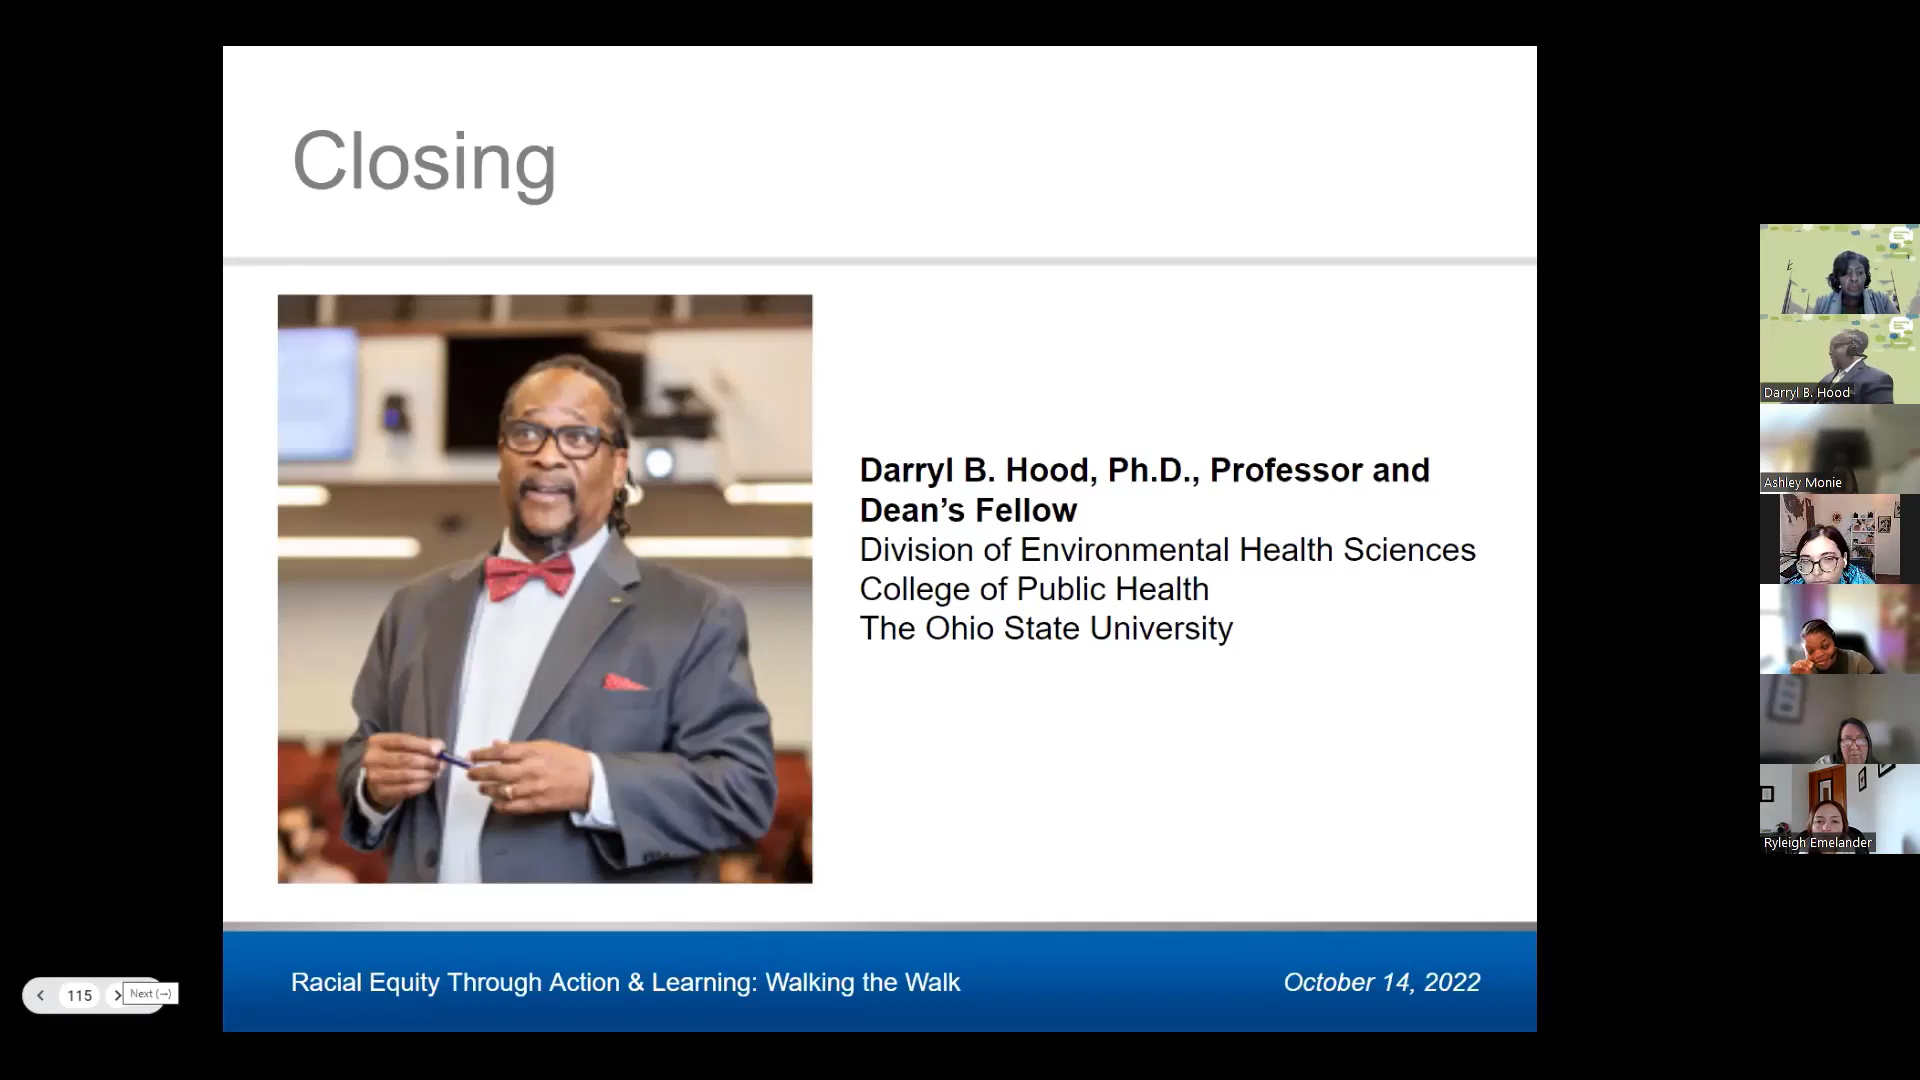 Closing
Darryl B. Hood, Ph.D., Professor and
Dean’s Fellow
Division of Environmental Health Sciences
College of Public Health
The Ohio State University
Racial Equity Through Action & Learning: Walking the Walk
October 14, 2022
115
Next (→)
Darryl B. Hood
Ashley Monie
Ryleigh Emelander